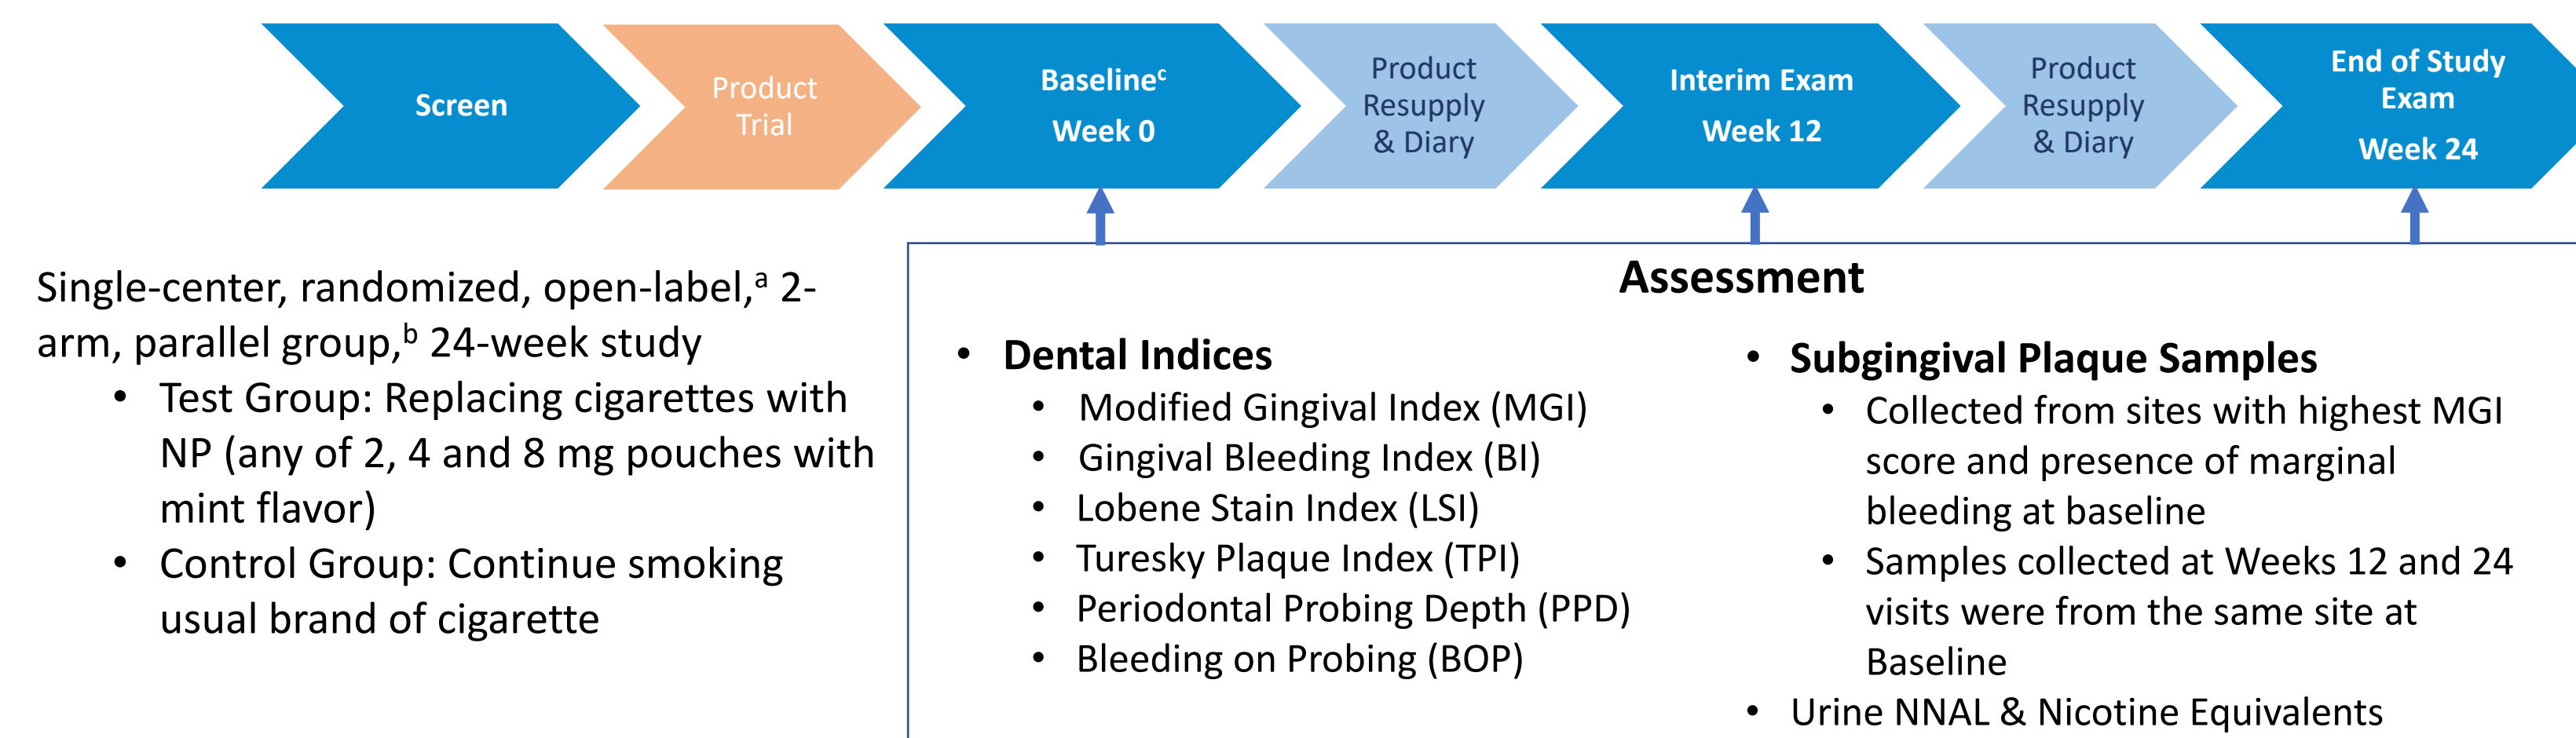 Screen
Product
Trial
Baselineᶜ
Week 0
Product
Resupply
& Diary
Interim Exam
Week 12
Product
Resupply
& Diary
End of Study
Exam
Week 24
Single-center, randomized, open-label,ᵃ 2-
arm, parallel group,ᵇ 24-week study
• Test Group: Replacing cigarettes with
NP (any of 2, 4 and 8 mg pouches with
mint flavor)
• Control Group: Continue smoking
usual brand of cigarette
Assessment
• Dental Indices
• Modified Gingival Index (MGI)
• Gingival Bleeding Index (BI)
• Lobene Stain Index (LSI)
• Turesky Plaque Index (TPI)
• Periodontal Probing Depth (PPD)
• Bleeding on Probing (BOP)
• Subgingival Plaque Samples
• Collected from sites with highest MGI
score and presence of marginal
bleeding at baseline
• Samples collected at Weeks 12 and 24
visits were from the same site at
Baseline
• Urine NNAL & Nicotine Equivalents